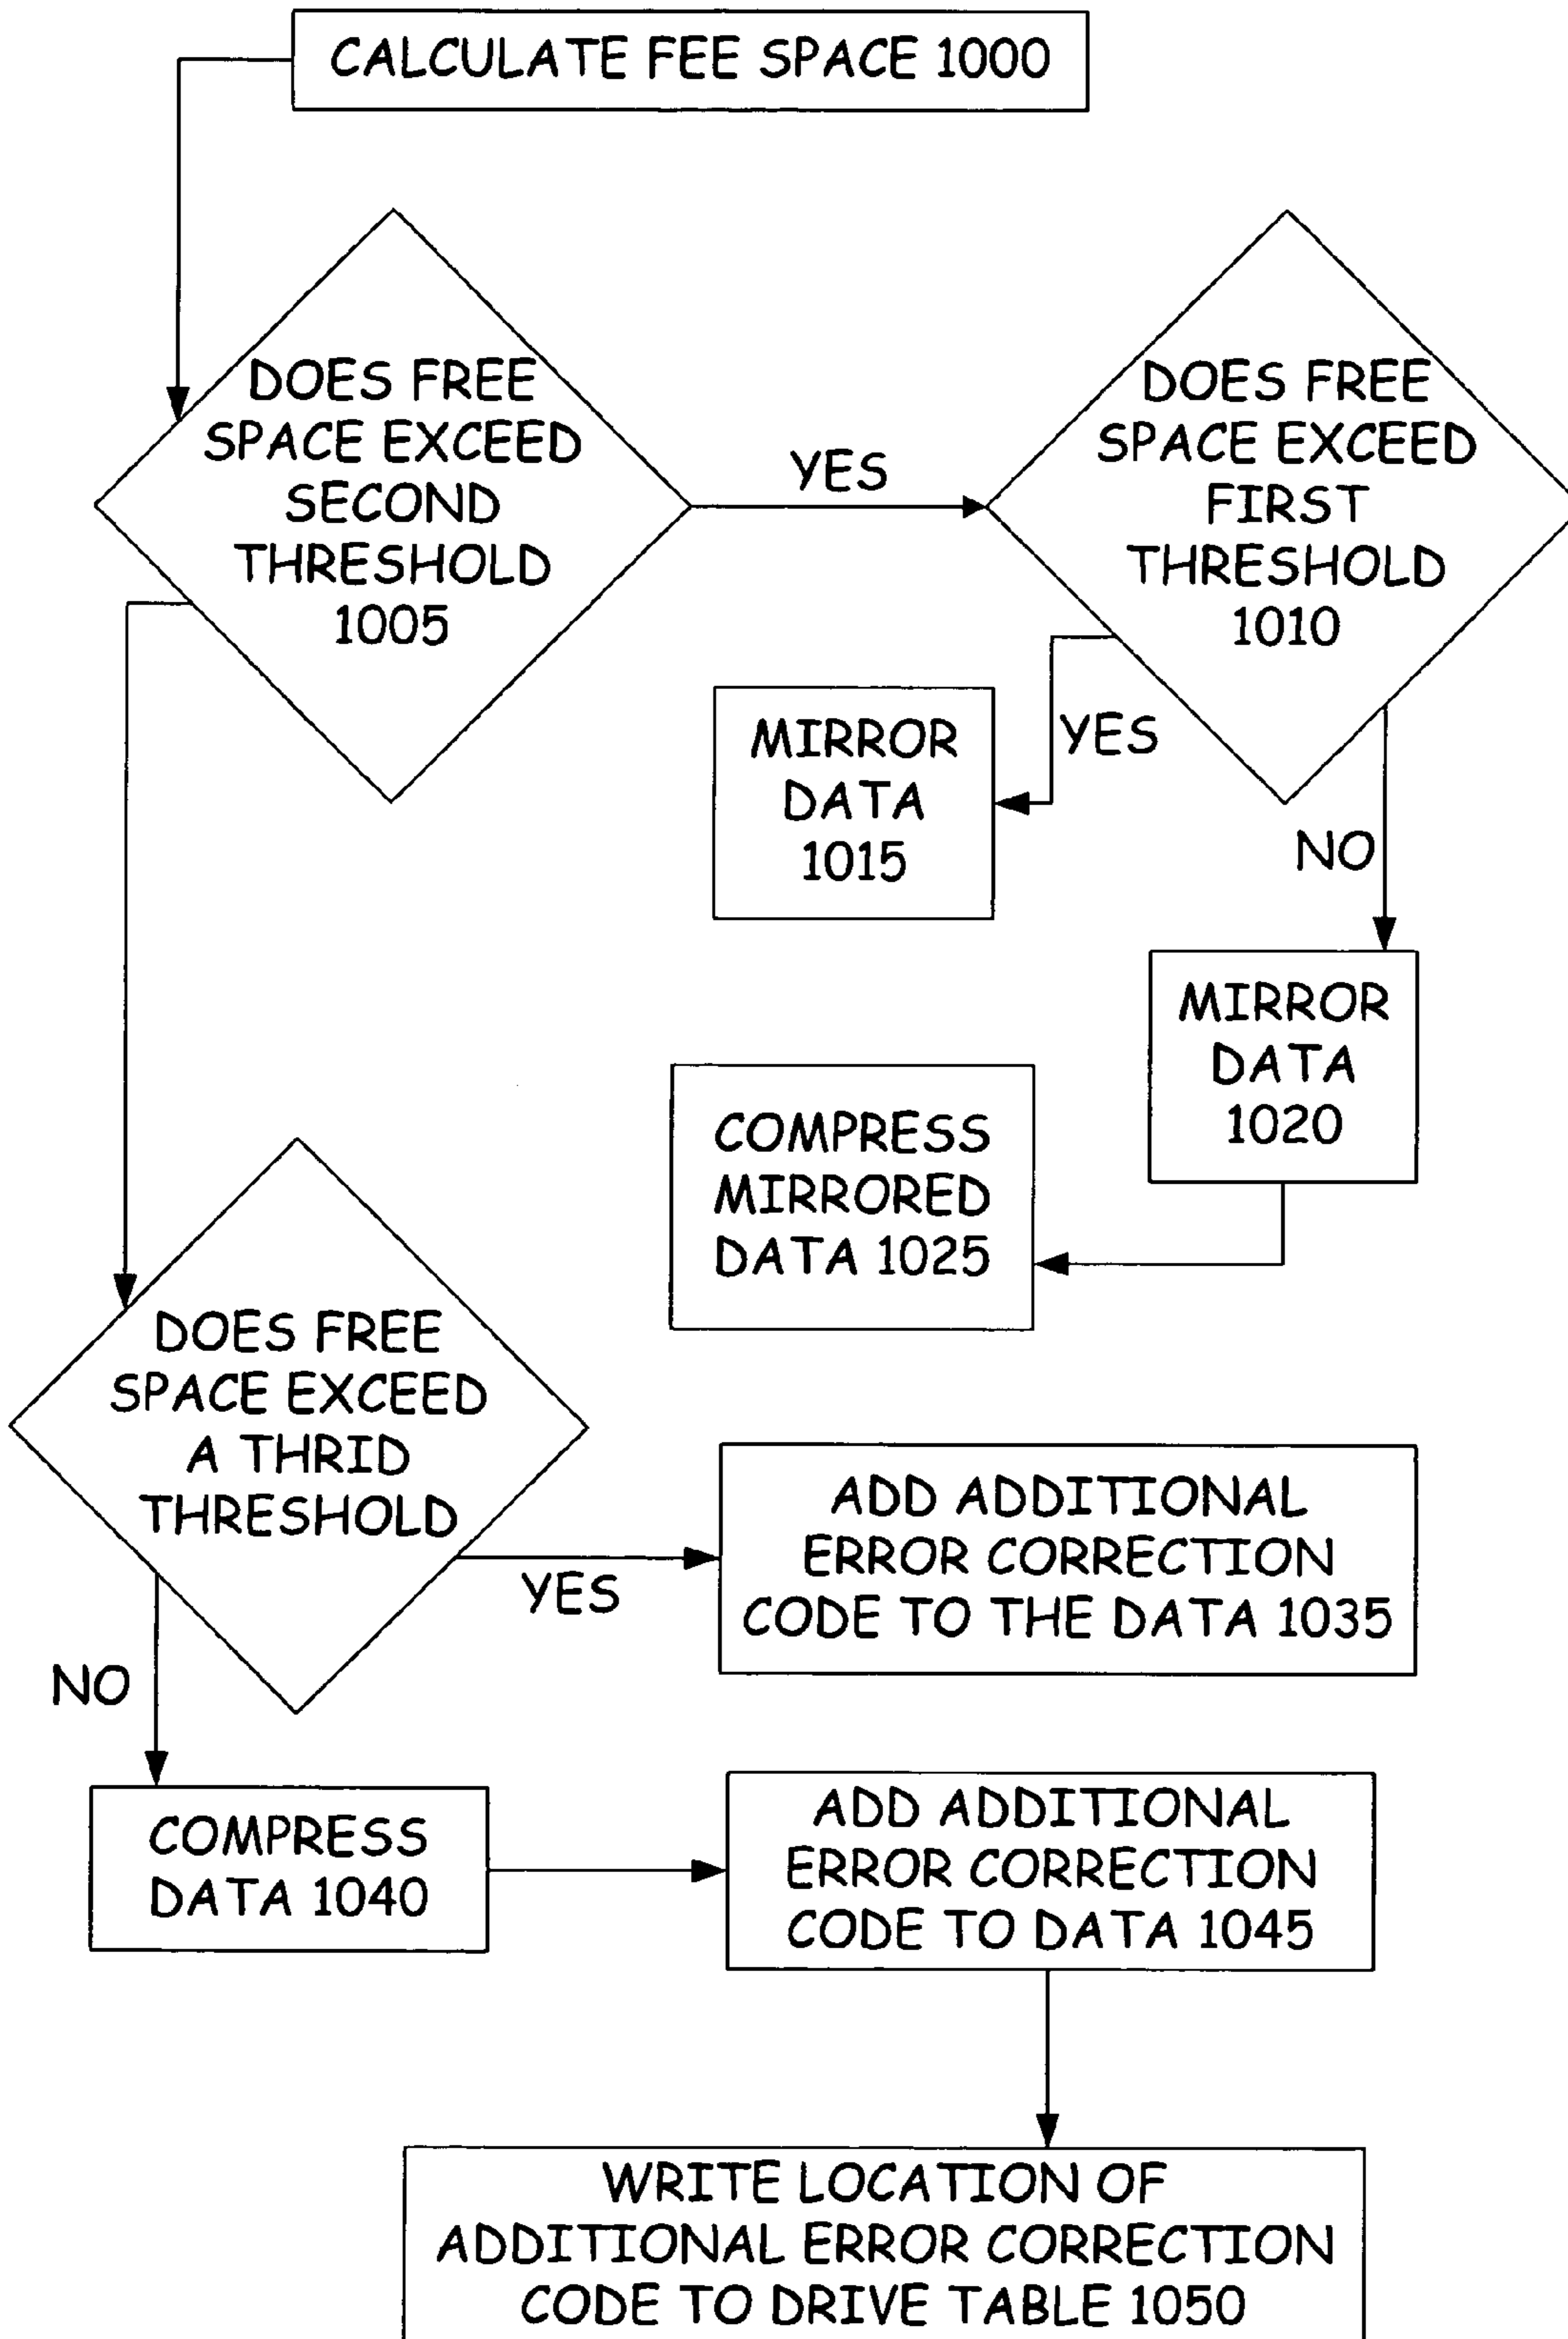 CALCULATE FEE SPACE 1000
DOES FREE
SPACE EXCEED
SECOND
THRESHOLD
1005
YES
DOES FREE
SPACE EXCEED
FIRST
THRESHOLD
1010
YES
MIRROR
DATA
1015
NO
MIRROR
DATA
1020
COMPRESS
MIRRORED
DATA 1025
DOES FREE
SPACE EXCEED
A THRID
THRESHOLD
YES
ADD ADDITIONAL
ERROR CORRECTION
CODE TO THE DATA 1035
NO
COMPRESS
DATA 1040
ADD ADDITIONAL
ERROR CORRECTION
CODE TO DATA 1045
WRITE LOCATION OF
ADDITIONAL ERROR CORRECTION
CODE TO DRIVE TABLE 1050